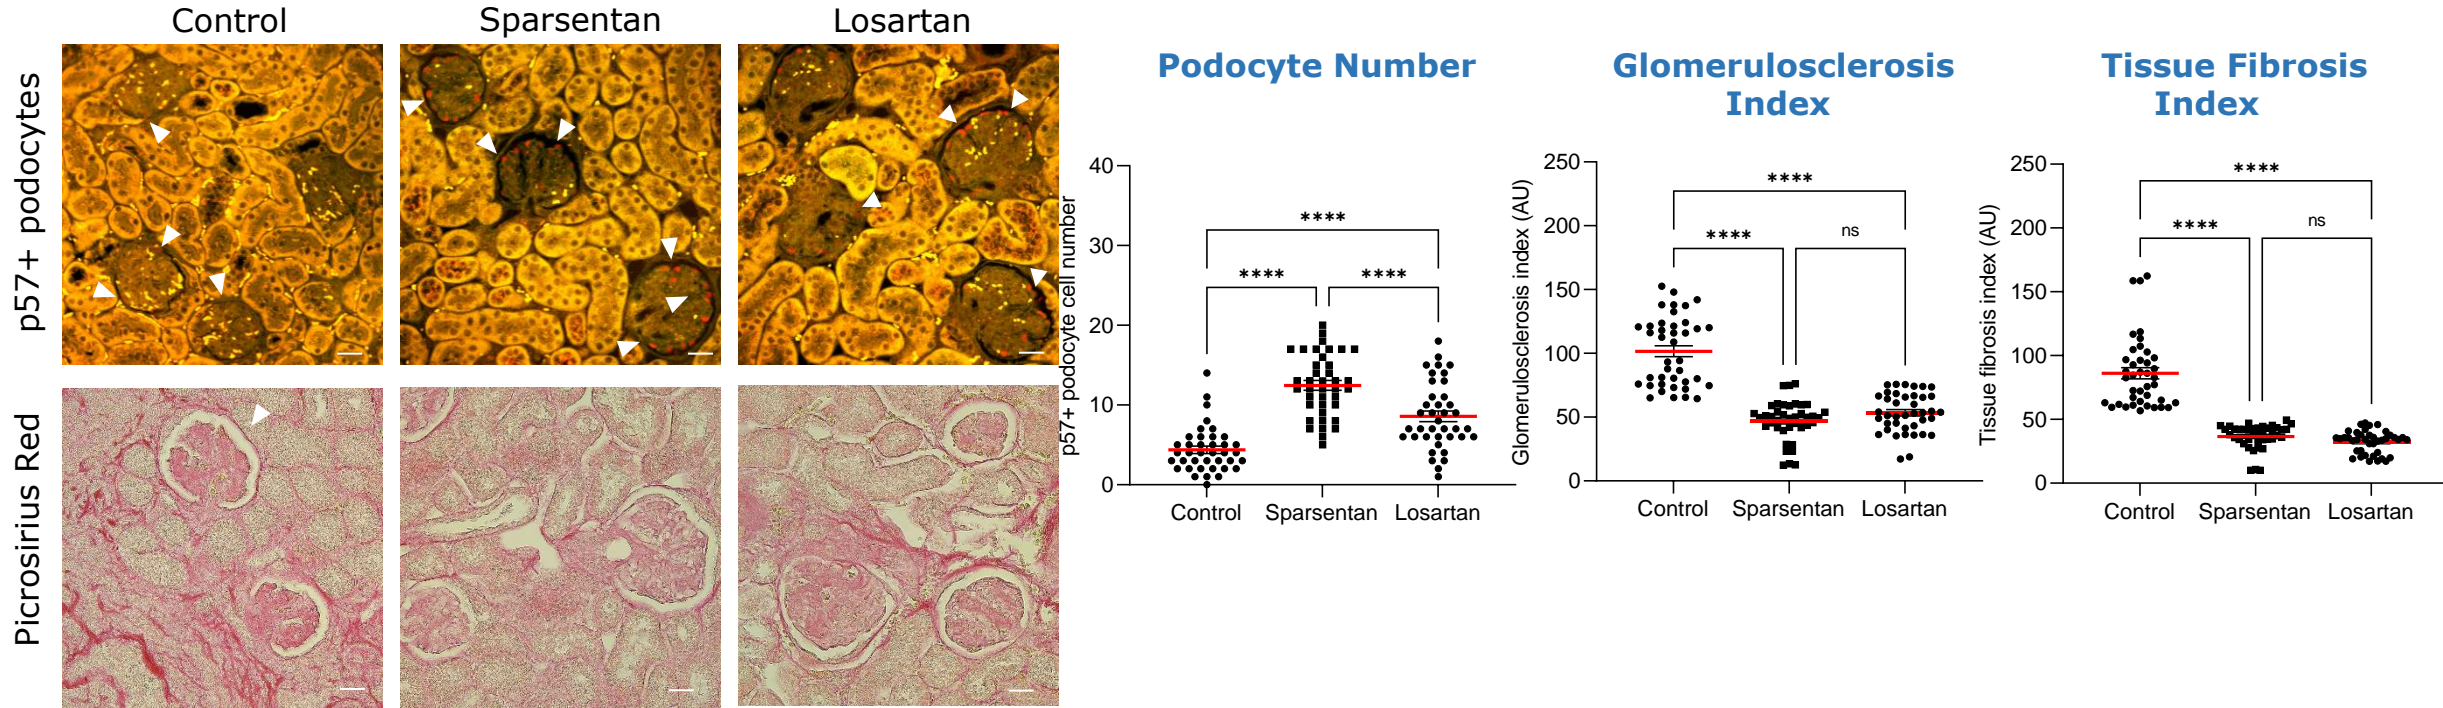 Control
Sparsentan
Losartan
p57+ podocytes
Picrosirius Red
Podocyte Number
p57+ podocyte cell number
40
30
20
10
0
****
****
****
Control
Sparsentan
Losartan
Glomerulosclerosis
Index
Glomerulosclerosis index (AU)
250
200
150
100
50
0
****
****
ns
Control
Sparsentan
Losartan
Tissue Fibrosis
Index
Tissue fibrosis index (AU)
250
200
150
100
50
0
****
****
ns
Control
Sparsentan
Losartan